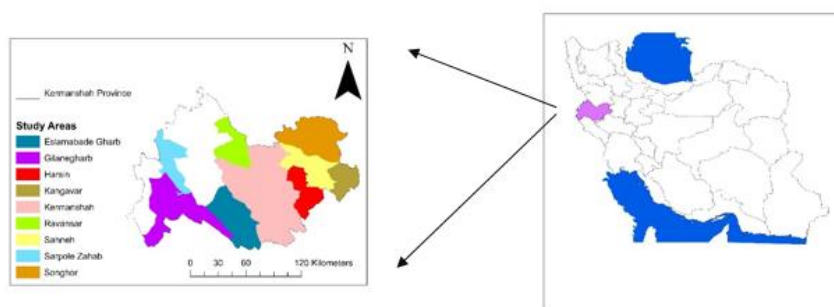 N
Kermanshah Province
Study Areas
Eslamabade Gharb
Gilanegharb
Harsin
Kangavar
Kermanshah
Ravansar
Sahneh
Sarpole Zahab
Songhor
0 30 60 120 Kilometers